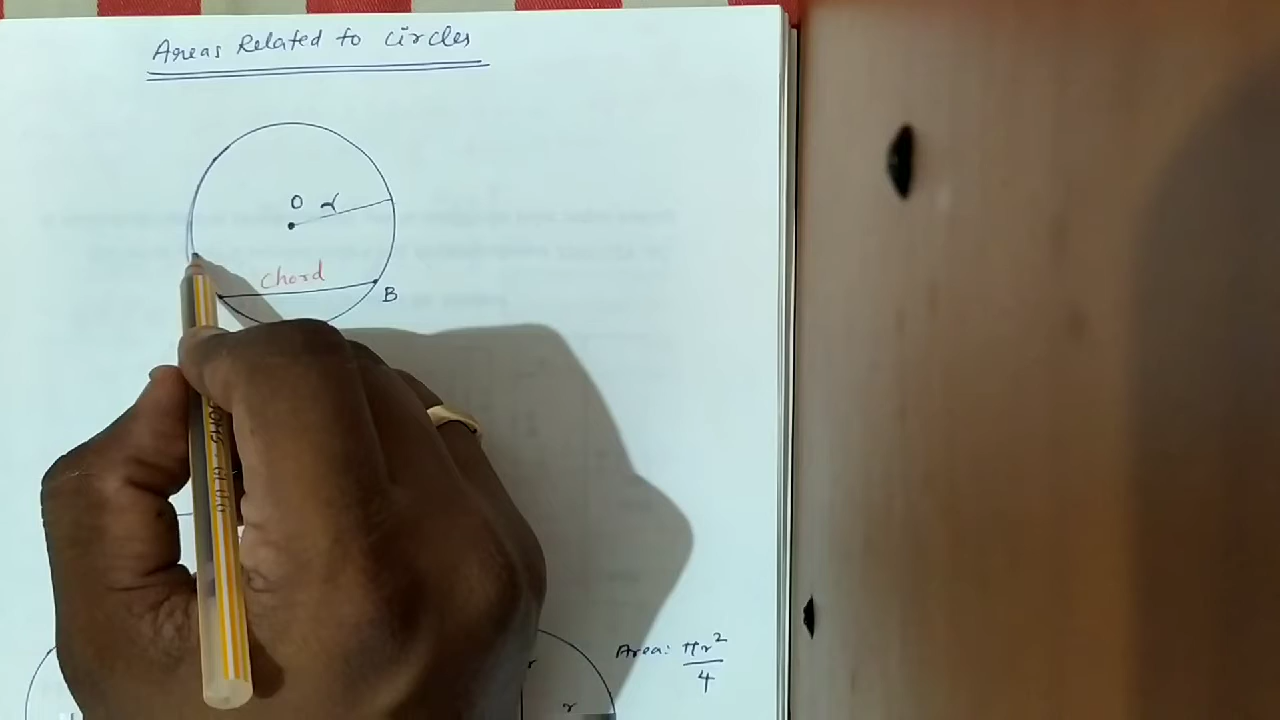 Areas Related to circles
O r
chord
B
Area: πr²/4
r
r